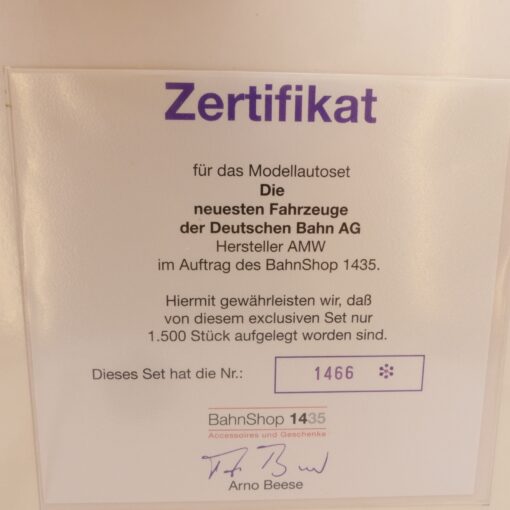 Zertifikat
für das Modellautoset
Die
neuesten Fahrzeuge
der Deutschen Bahn AG
Hersteller AMW
im Auftrag des BahnShop 1435.
Hiermit gewährleisten wir, daß
von diesem exclusiven Set nur
1.500 Stück aufgelegt worden sind.
Dieses Set hat die Nr.: 1466 ✻
BahnShop 1435
Accessoires und Geschenke
Arno Beese